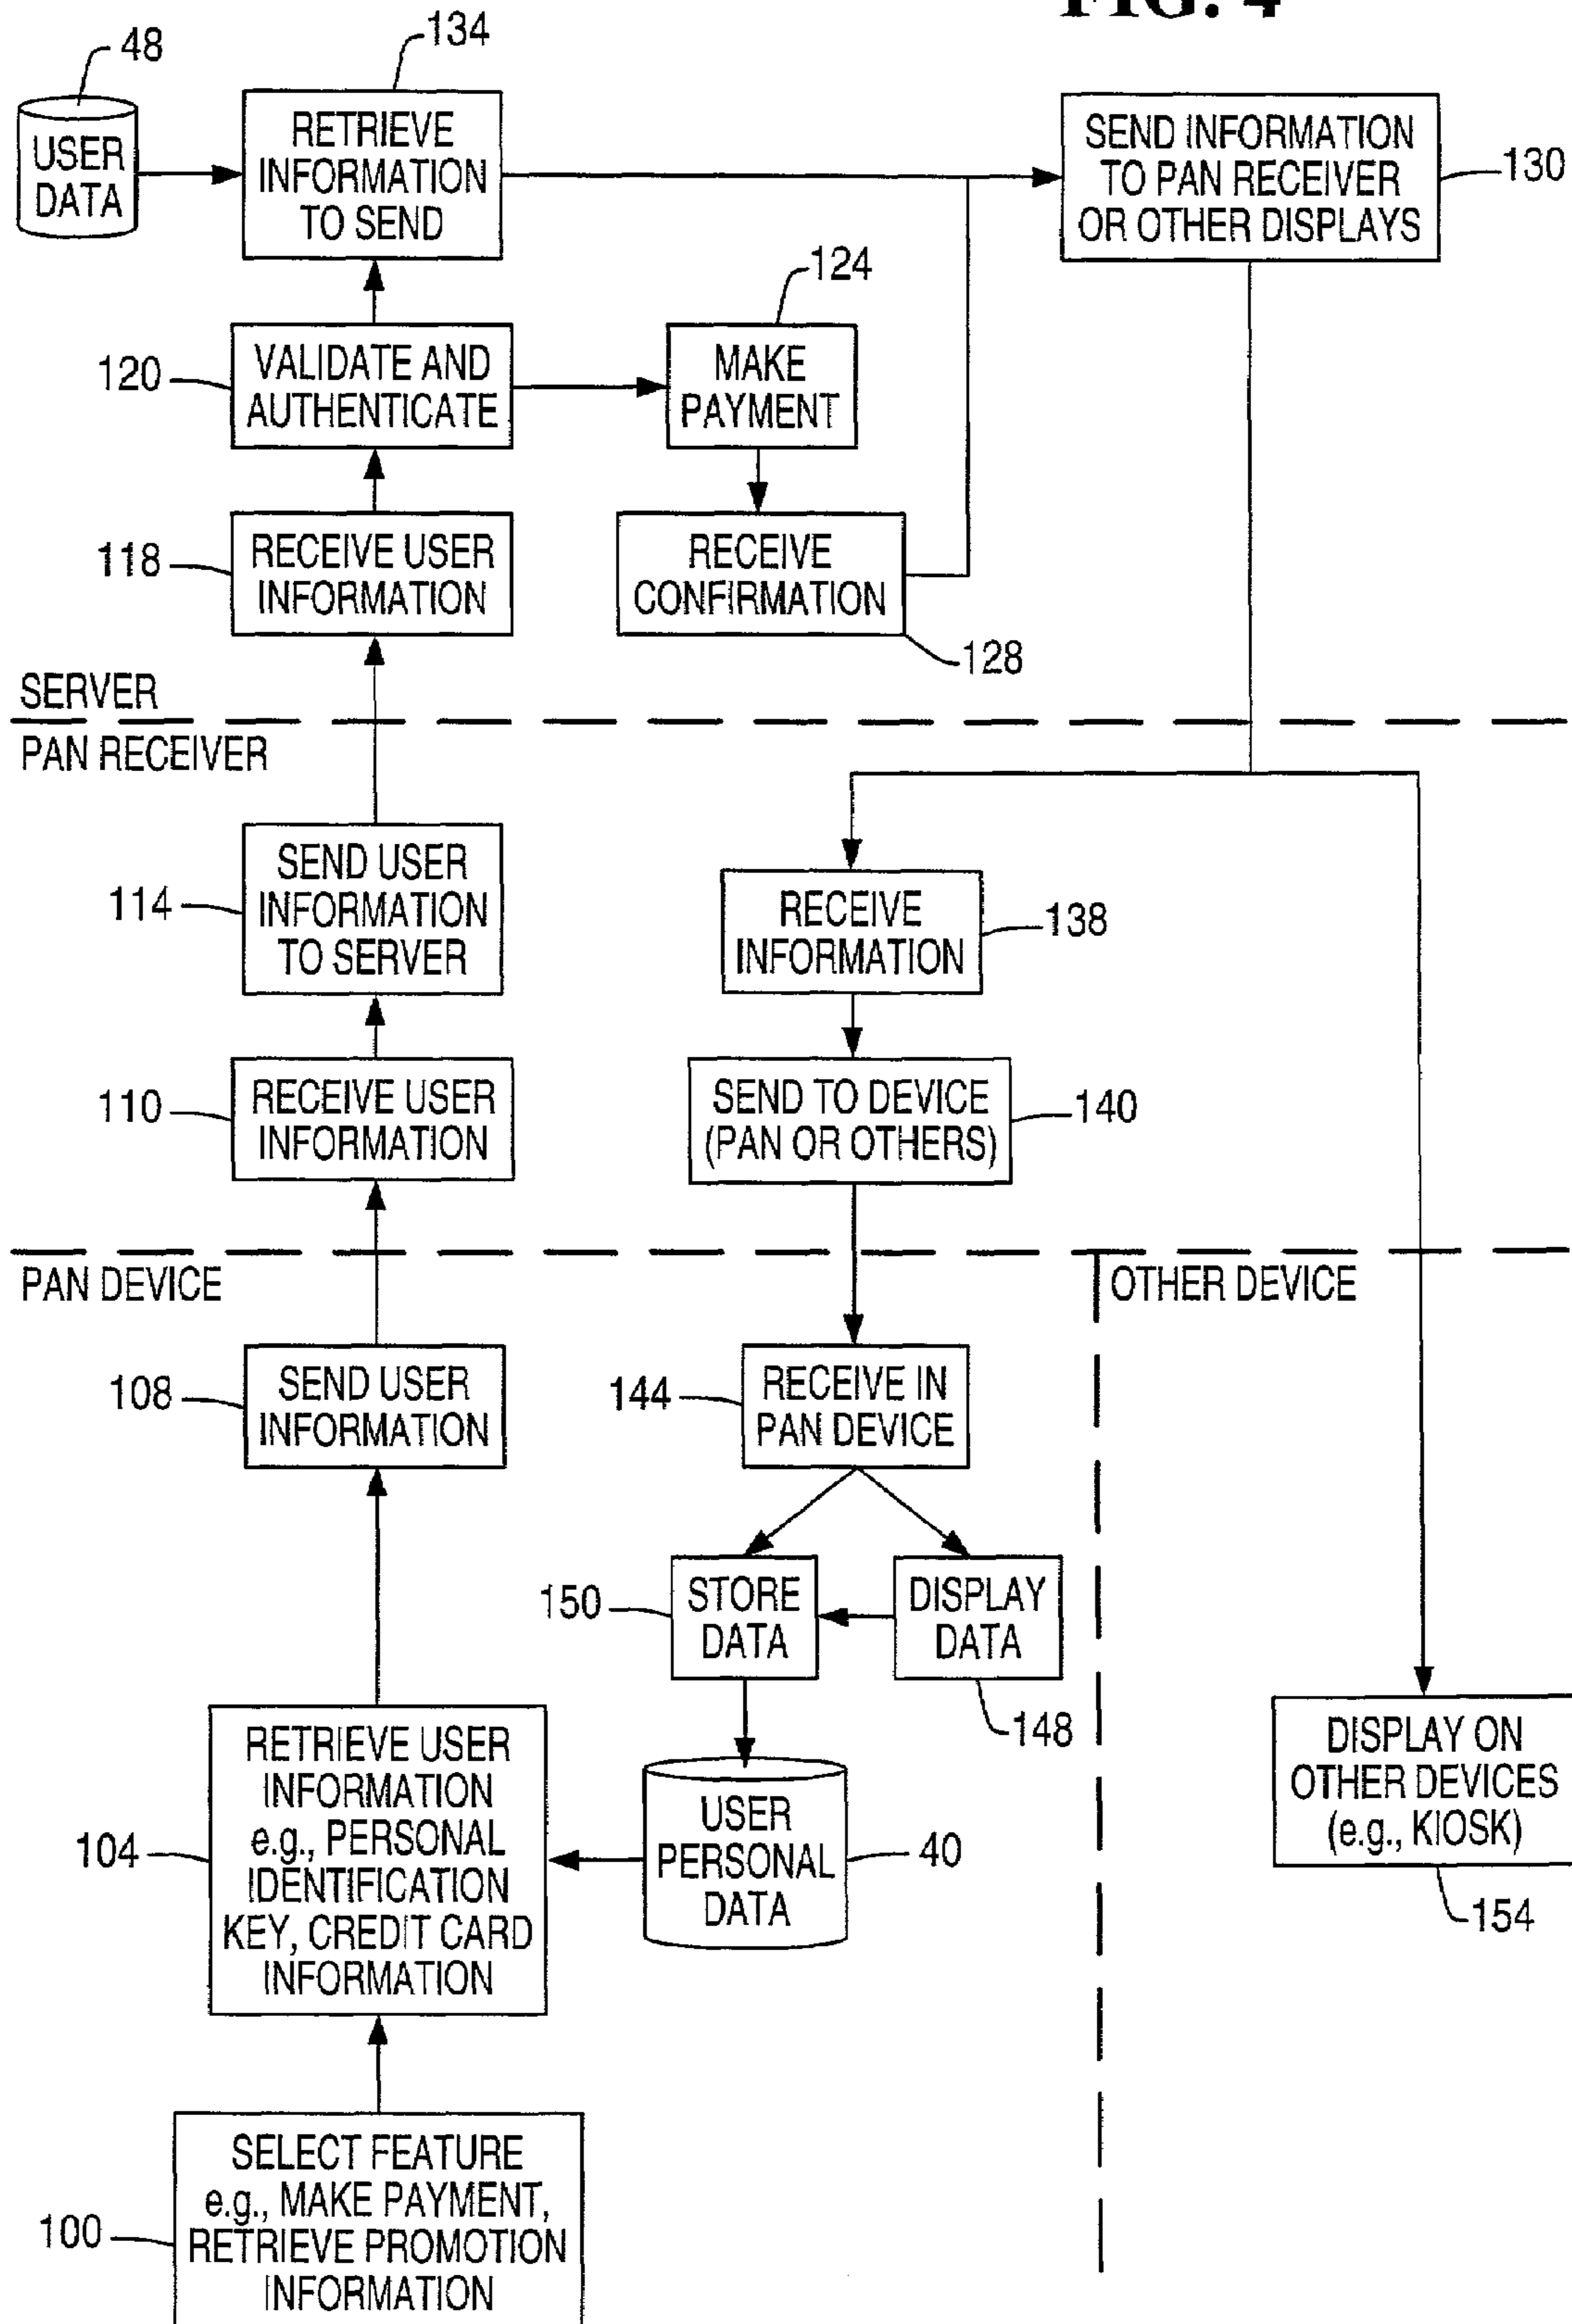 FIG. 4
48
134
USER
DATA
RETRIEVE
INFORMATION
TO SEND
SEND INFORMATION
TO PAN RECEIVER
OR OTHER DISPLAYS
130
124
120
VALIDATE AND
AUTHENTICATE
MAKE
PAYMENT
118
RECEIVE USER
INFORMATION
RECEIVE
CONFIRMATION
128
SERVER
PAN RECEIVER
114
SEND USER
INFORMATION
TO SERVER
RECEIVE
INFORMATION
138
110
RECEIVE USER
INFORMATION
SEND TO DEVICE
(PAN OR OTHERS)
140
PAN DEVICE
OTHER DEVICE
108
SEND USER
INFORMATION
144
RECEIVE IN
PAN DEVICE
150
STORE
DATA
DISPLAY
DATA
148
104
RETRIEVE USER
INFORMATION
e.g., PERSONAL
IDENTIFICATION
KEY, CREDIT CARD
INFORMATION
USER
PERSONAL
DATA
40
DISPLAY ON
OTHER DEVICES
(e.g., KIOSK)
154
100
SELECT FEATURE
e.g., MAKE PAYMENT,
RETRIEVE PROMOTION
INFORMATION